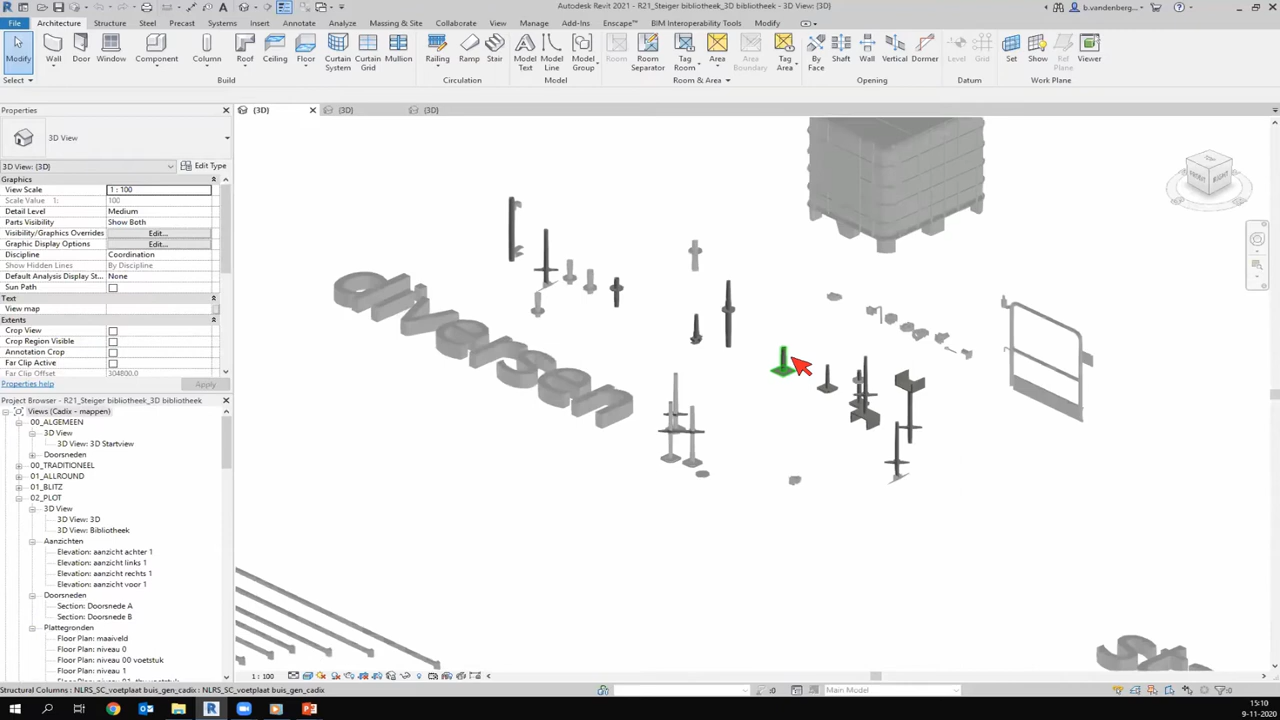 Autodesk Revit 2021 - R21_Steiger bibliotheek_3D bibliotheek - 3D View: {3D}
b.vandenberg...
File Architecture Structure Steel Precast Systems Insert Annotate Analyze Massing & Site Collaborate View Manage Add-Ins Enscape™ BIM Interoperability Tools Modify
Modify Wall Door Window Component Column Roof Ceiling Floor Curtain System Curtain Grid Mullion Railing Ramp Stair Model Text Model Line Model Group Room Room Separator Tag Room Area Area Boundary Tag Area By Face Shaft Wall Vertical Dormer Level Grid Set Show Ref Plane Viewer
Select Build Circulation Model Room & Area Opening Datum Work Plane
Properties
{3D} {3D} {3D}
3D View
3D View: {3D} Edit Type
Graphics
View Scale 1 : 100
Scale Value 1: 100
Detail Level Medium
Parts Visibility Show Both
Visibility/Graphics Overrides Edit...
Graphic Display Options Edit...
Discipline Coordination
Show Hidden Lines By Discipline
Default Analysis Display St... None
Sun Path
Text
View map
Extents
Crop View
Crop Region Visible
Annotation Crop
Far Clip Active
Far Clip Offset 304800.0
Properties help Apply
Project Browser - R21_Steiger bibliotheek_3D bibliotheek
Views (Cadix - mappen)
00_ALGEMEEN
3D View
3D View: 3D Startview
Doorsneden
00_TRADITIONEEL
01_ALLROUND
01_BLITZ
02_PLOT
3D View
3D View: 3D
3D View: Bibliotheek
Aanzichten
Elevation: aanzicht achter 1
Elevation: aanzicht links 1
Elevation: aanzicht rechts 1
Elevation: aanzicht voor 1
Doorsneden
Section: Doorsnede A
Section: Doorsnede B
Plattegronden
Floor Plan: maaiveld
Floor Plan: niveau 0
Floor Plan: niveau 00 voetstuk
Floor Plan: niveau 1
diversen
TOP
FRONT RIGHT
1 : 100
Structural Columns : NLRS_SC_voetplaat buis_gen_cadix : NLRS_SC_voetplaat buis_gen_cadix
:0 Main Model :0
15:10
9-11-2020